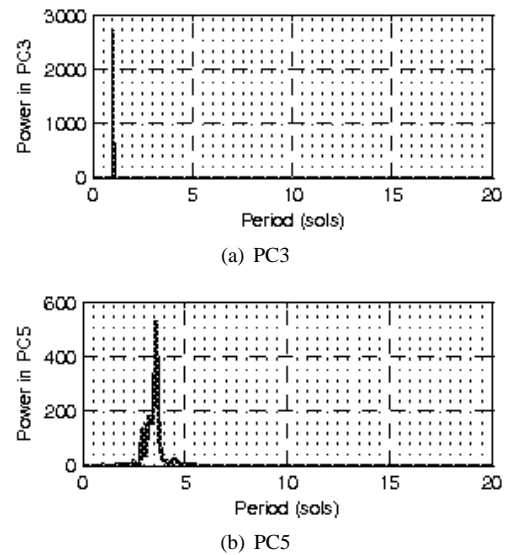 3000
2000
1000
0
Power in PC3
0 5 10 15 20
Period (sols)
(a) PC3
600
400
200
0
Power in PC5
0 5 10 15 20
Period (sols)
(b) PC5